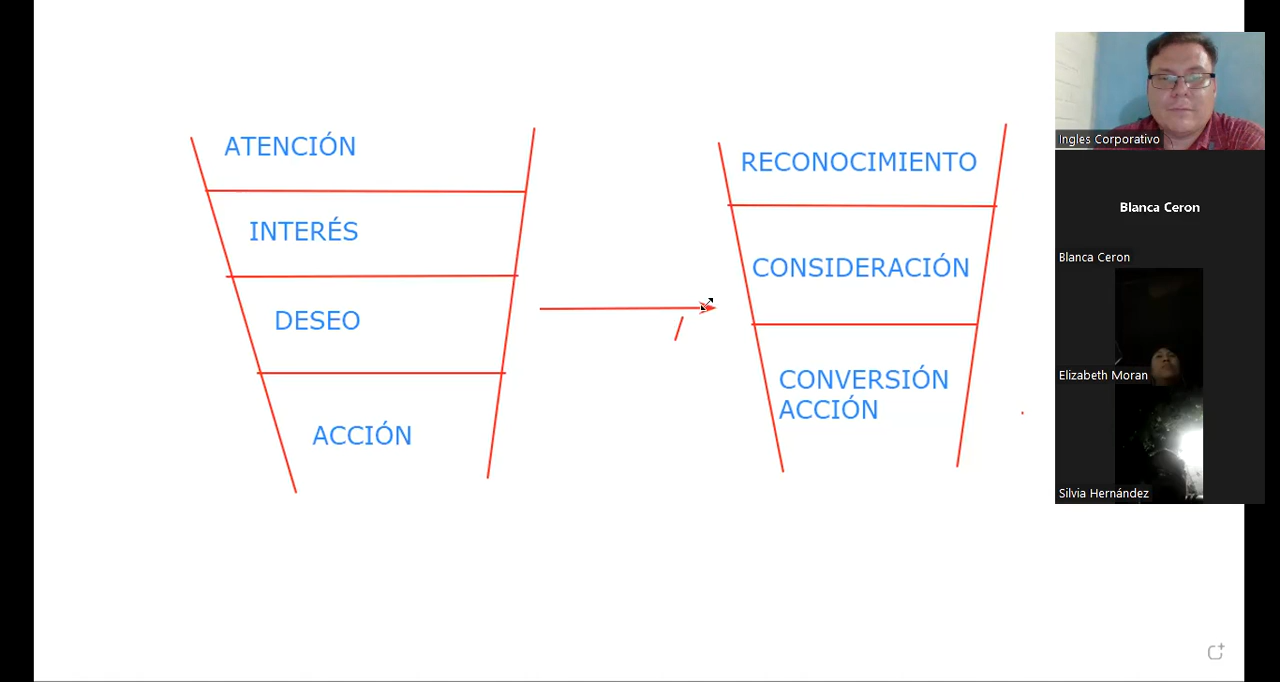 ATENCIÓN
INTERÉS
DESEO
ACCIÓN
RECONOCIMIENTO
CONSIDERACIÓN
CONVERSIÓN
ACCIÓN
Ingles Corporativo
Blanca Ceron
Blanca Ceron
Elizabeth Moran
Silvia Hernández